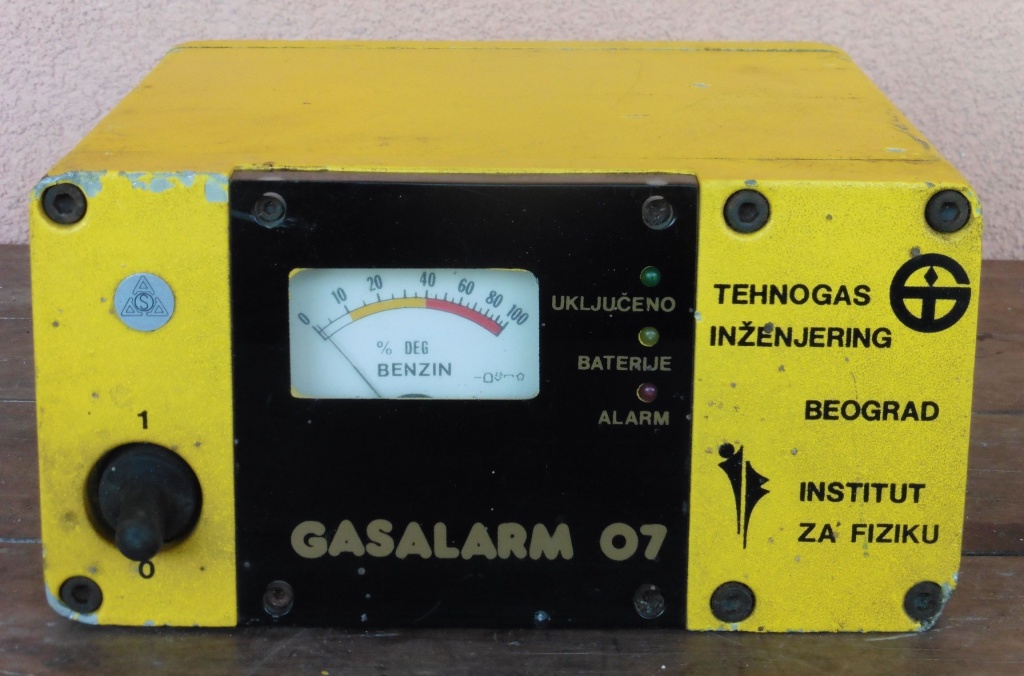 S
1
0
0 10 20 40 60 80 100
% DEG
BENZIN
UKLJUČENO
BATERIJE
ALARM
GASALARM 07
TEHNOGAS
INŽENJERING
BEOGRAD
INSTITUT
ZA FIZIKU